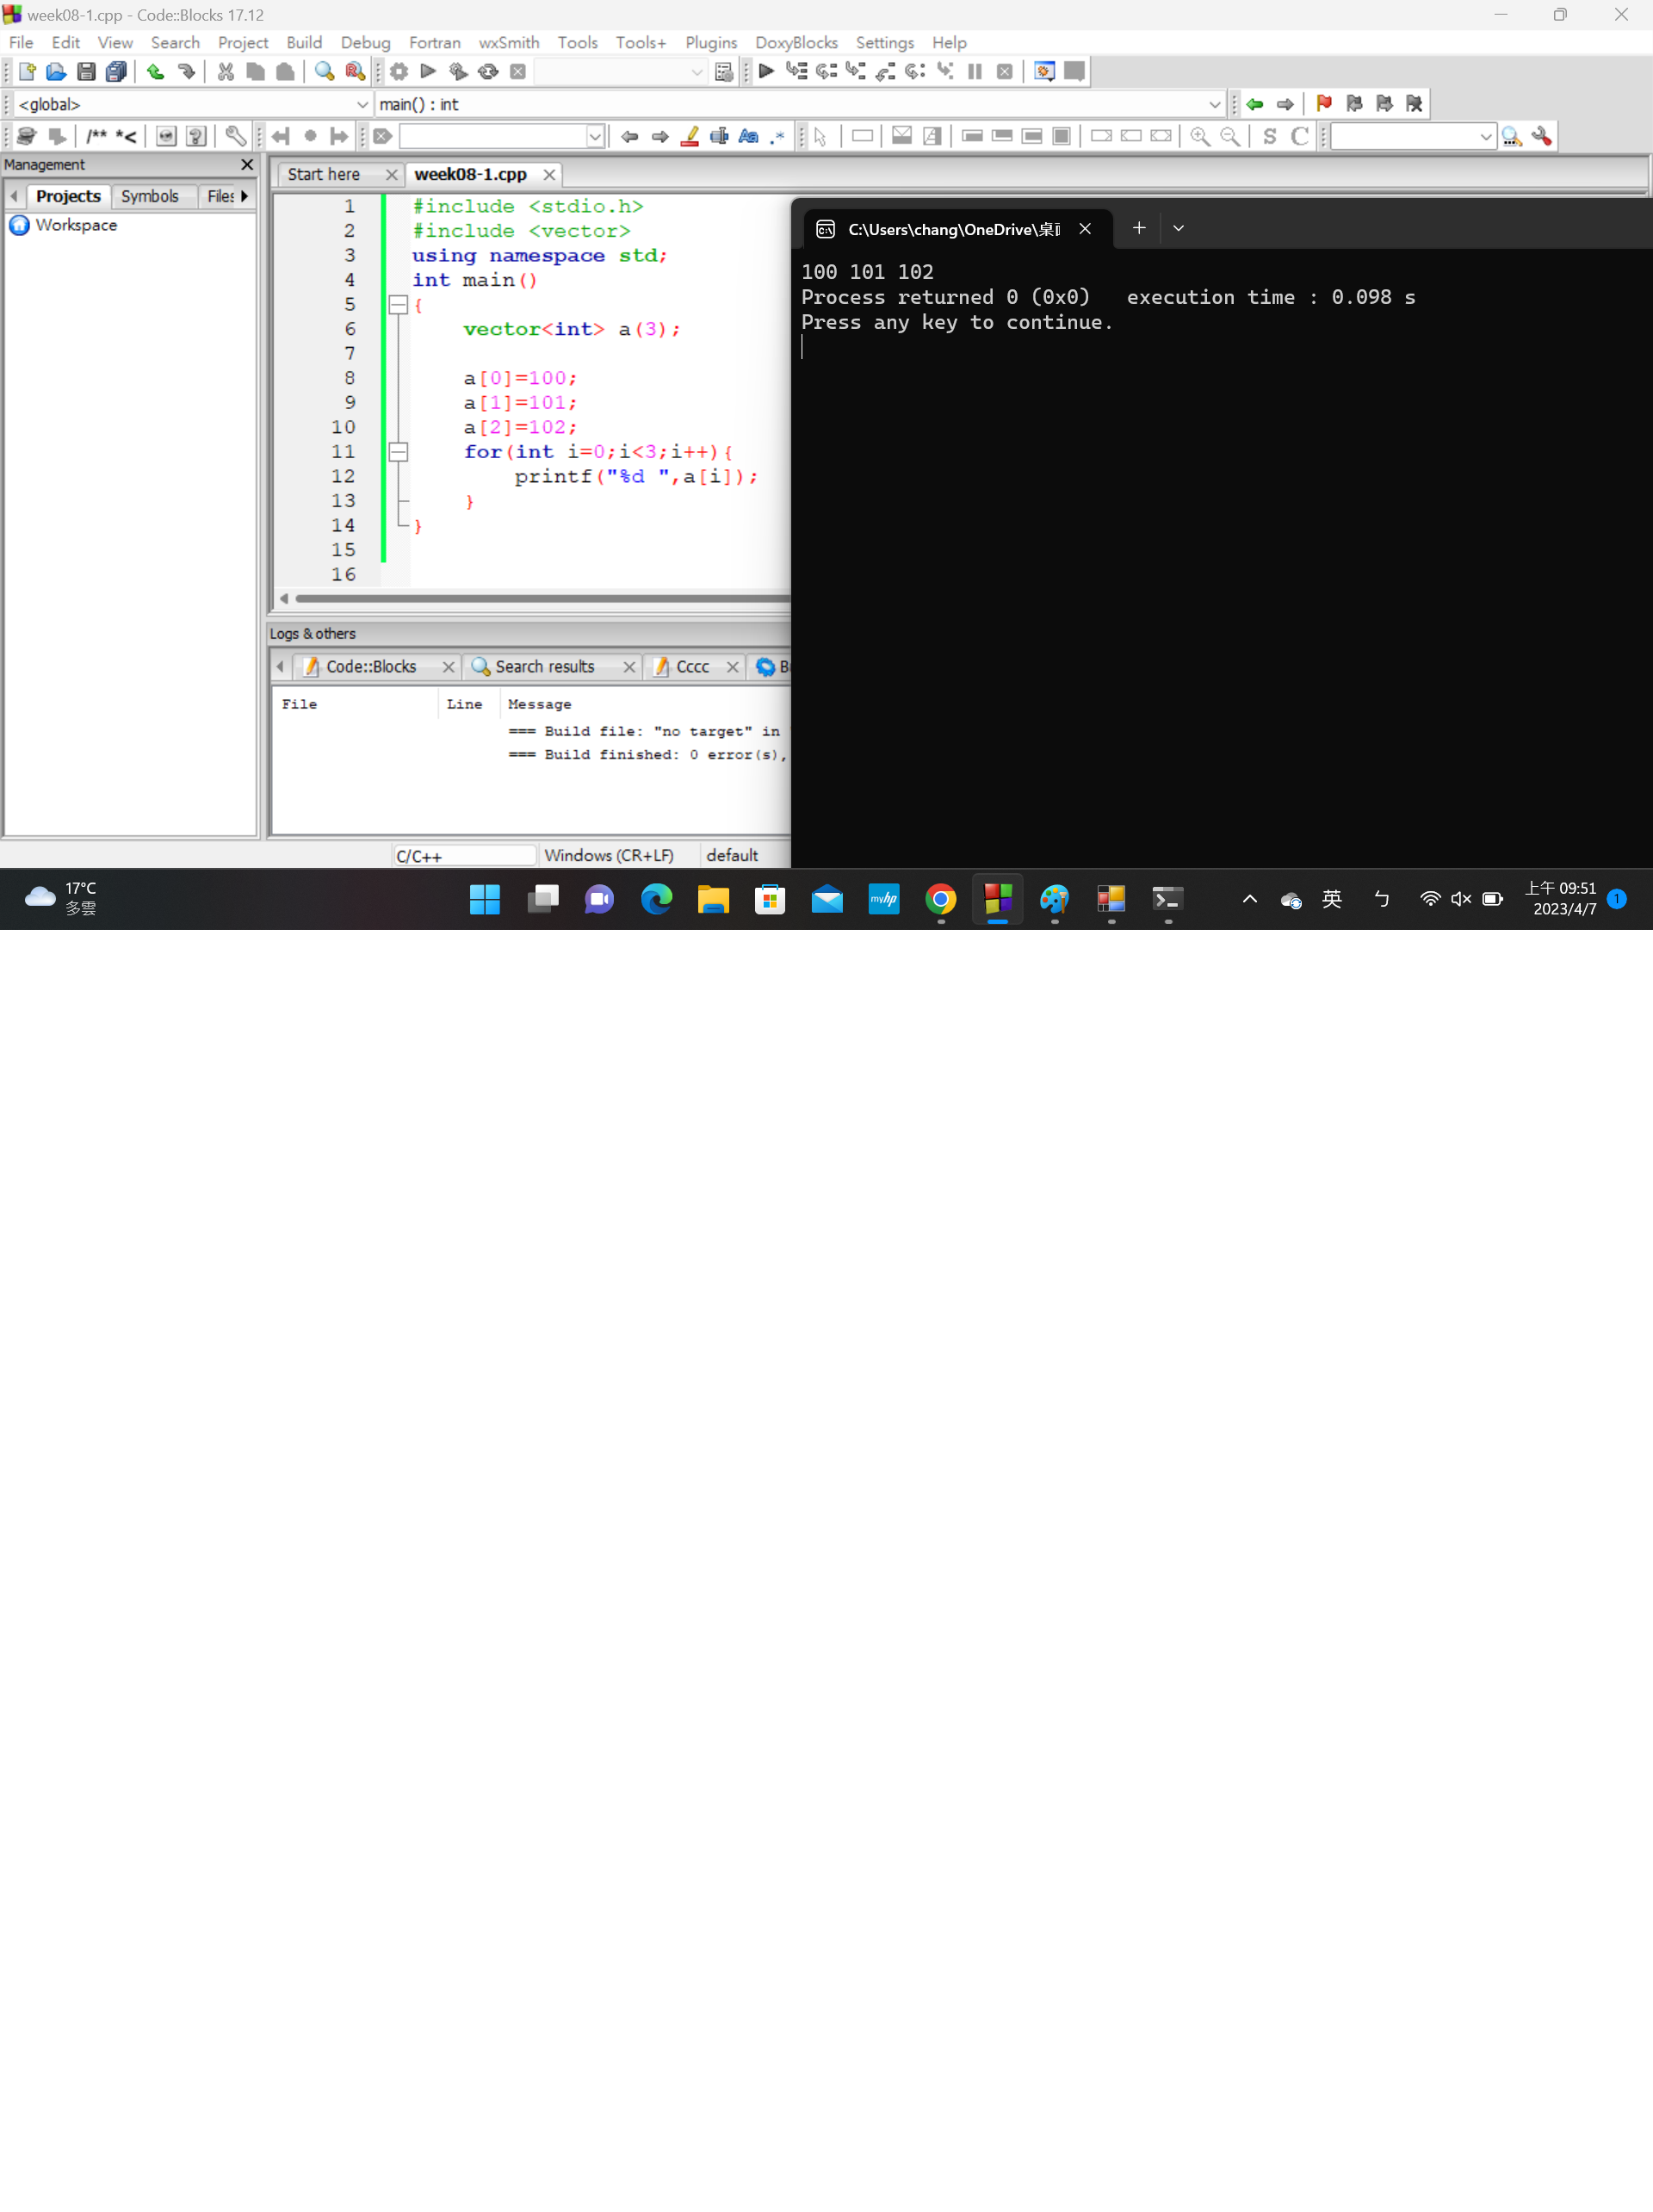 week08-1.cpp - Code::Blocks 17.12
File Edit View Search Project Build Debug Fortran wxSmith Tools Tools+ Plugins DoxyBlocks Settings Help
<global> main() : int
/** *<
Aa .*
S C
Management
Start here week08-1.cpp
Projects Symbols Files
Workspace
1 #include <stdio.h>
2 #include <vector>
3 using namespace std;
4 int main()
5 {
6 vector<int> a(3);
7
8 a[0]=100;
9 a[1]=101;
10 a[2]=102;
11 for(int i=0;i<3;i++){
12 printf("%d ",a[i]);
13 }
14 }
15
16
C:\Users\chang\OneDrive\桌
100 101 102
Process returned 0 (0x0)   execution time : 0.098 s
Press any key to continue.
Logs & others
Code::Blocks Search results Cccc
File Line Message
=== Build file: "no target" in
=== Build finished: 0 error(s),
C/C++ Windows (CR+LF) default
17°C
多雲
myhp
英 ㄅ
上午 09:51
2023/4/7
1